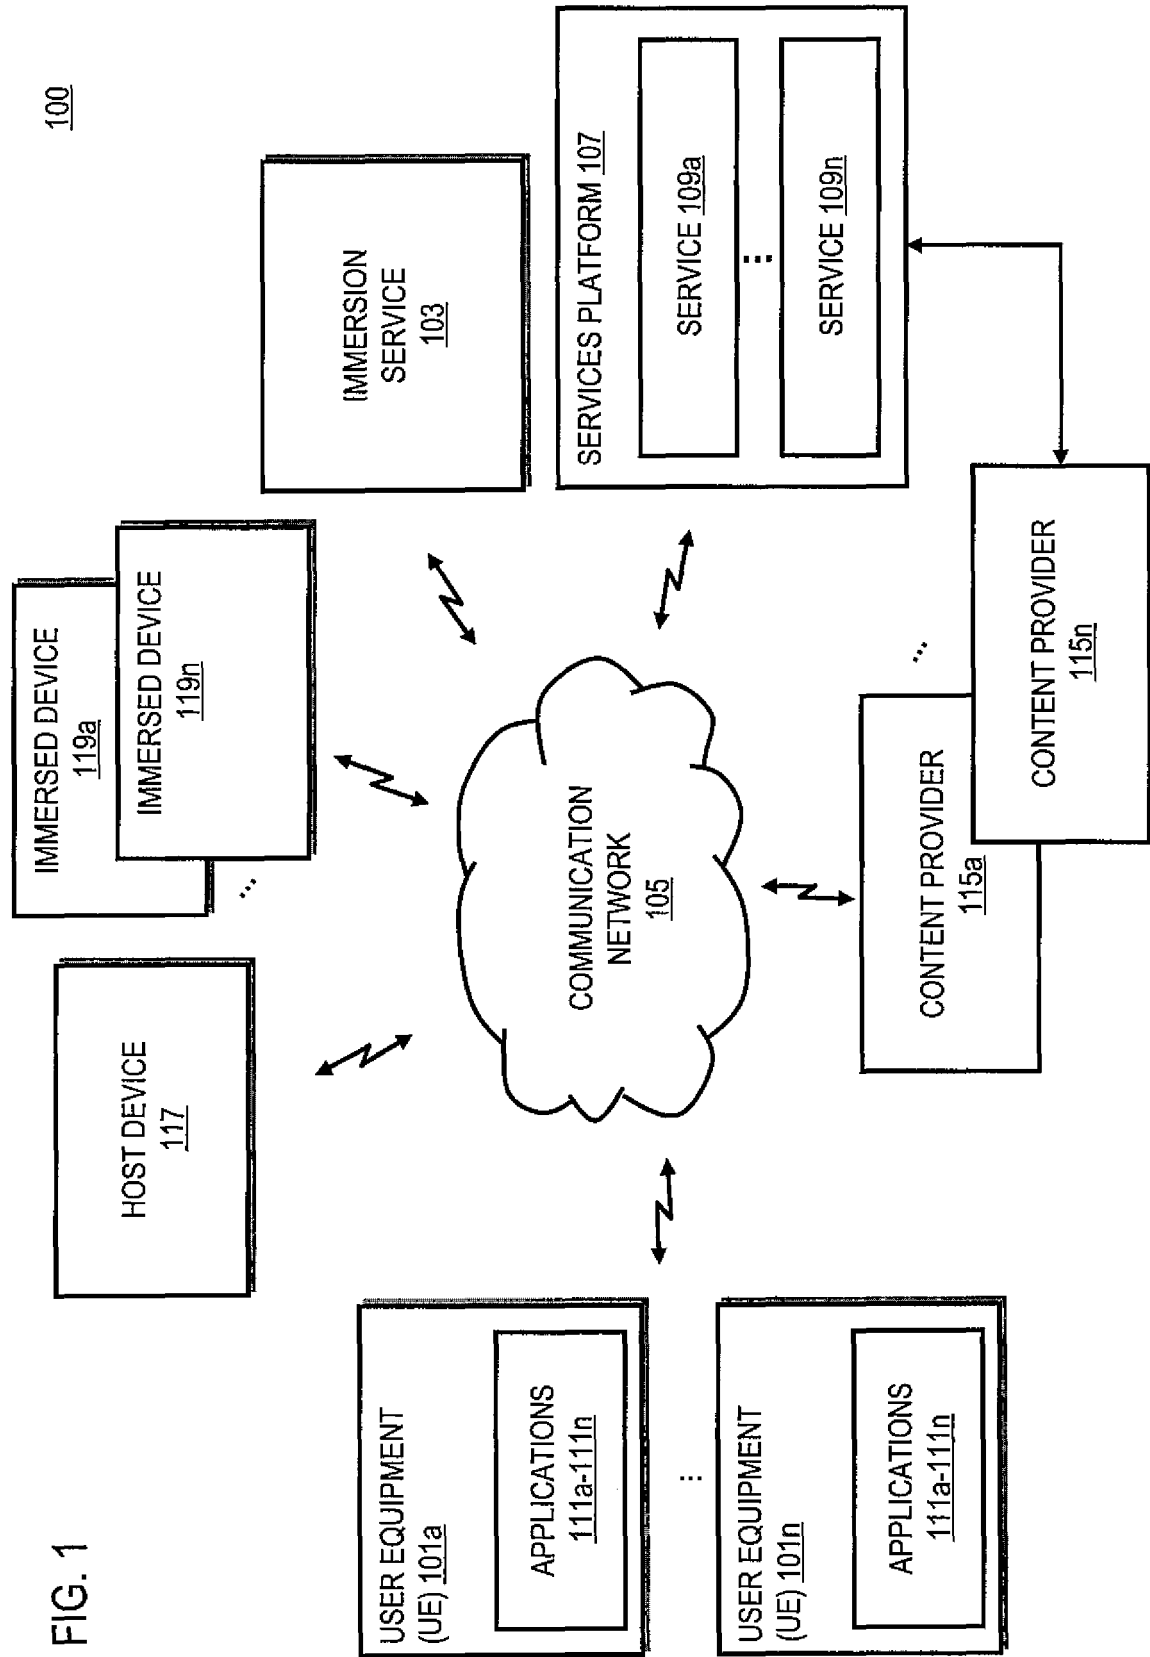 FIG. 1
100
HOST DEVICE
117
IMMERSED DEVICE
119a
IMMERSED DEVICE
119n
...
IMMERSION
SERVICE
103
USER EQUIPMENT
(UE) 101a
APPLICATIONS
111a-111n
...
USER EQUIPMENT
(UE) 101n
APPLICATIONS
111a-111n
COMMUNICATION
NETWORK
105
SERVICES PLATFORM 107
SERVICE 109a
...
SERVICE 109n
CONTENT PROVIDER
115a
...
CONTENT PROVIDER
115n